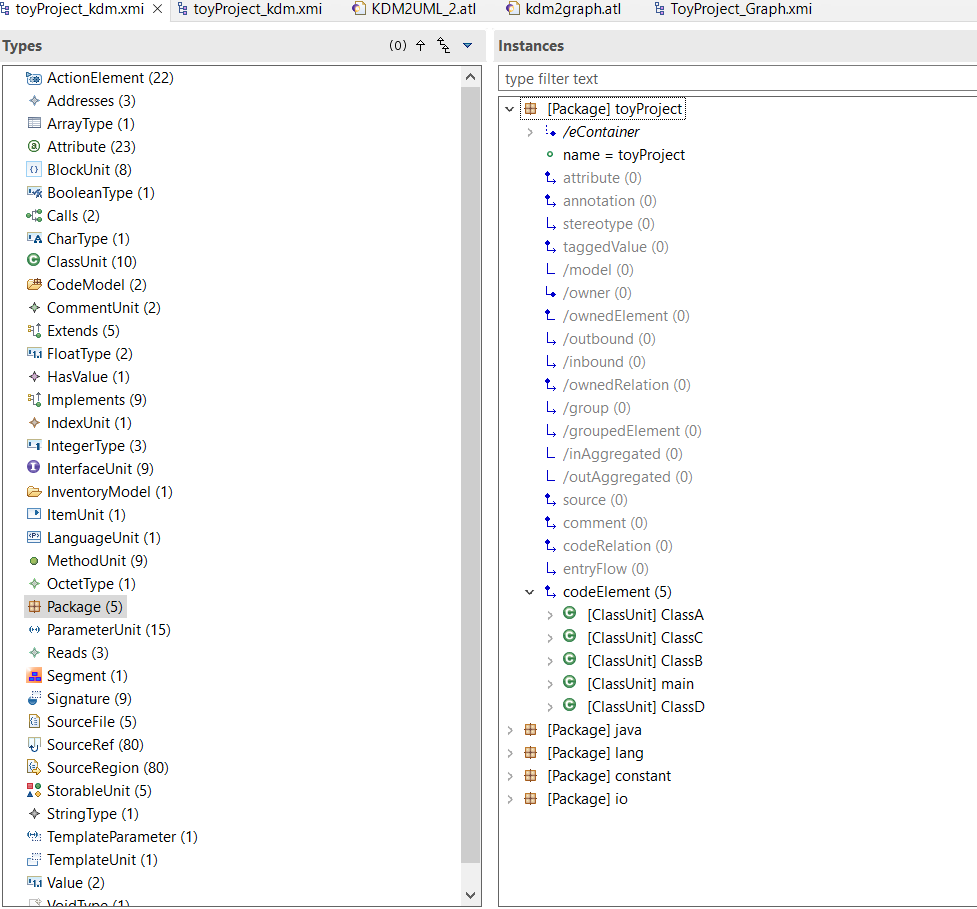 toyProject_kdm.xmi toyProject_kdm.xmi KDM2UML_2.atl kdm2graph.atl ToyProject_Graph.xmi
Types (0)
ActionElement (22)
Addresses (3)
ArrayType (1)
Attribute (23)
BlockUnit (8)
BooleanType (1)
Calls (2)
CharType (1)
ClassUnit (10)
CodeModel (2)
CommentUnit (2)
Extends (5)
FloatType (2)
HasValue (1)
Implements (9)
IndexUnit (1)
IntegerType (3)
InterfaceUnit (9)
InventoryModel (1)
ItemUnit (1)
LanguageUnit (1)
MethodUnit (9)
OctetType (1)
Package (5)
ParameterUnit (15)
Reads (3)
Segment (1)
Signature (9)
SourceFile (5)
SourceRef (80)
SourceRegion (80)
StorableUnit (5)
StringType (1)
TemplateParameter (1)
TemplateUnit (1)
Value (2)
VoidType (1)
Instances
type filter text
[Package] toyProject
/eContainer
name = toyProject
attribute (0)
annotation (0)
stereotype (0)
taggedValue (0)
/model (0)
/owner (0)
/ownedElement (0)
/outbound (0)
/inbound (0)
/ownedRelation (0)
/group (0)
/groupedElement (0)
/inAggregated (0)
/outAggregated (0)
source (0)
comment (0)
codeRelation (0)
entryFlow (0)
codeElement (5)
[ClassUnit] ClassA
[ClassUnit] ClassC
[ClassUnit] ClassB
[ClassUnit] main
[ClassUnit] ClassD
[Package] java
[Package] lang
[Package] constant
[Package] io